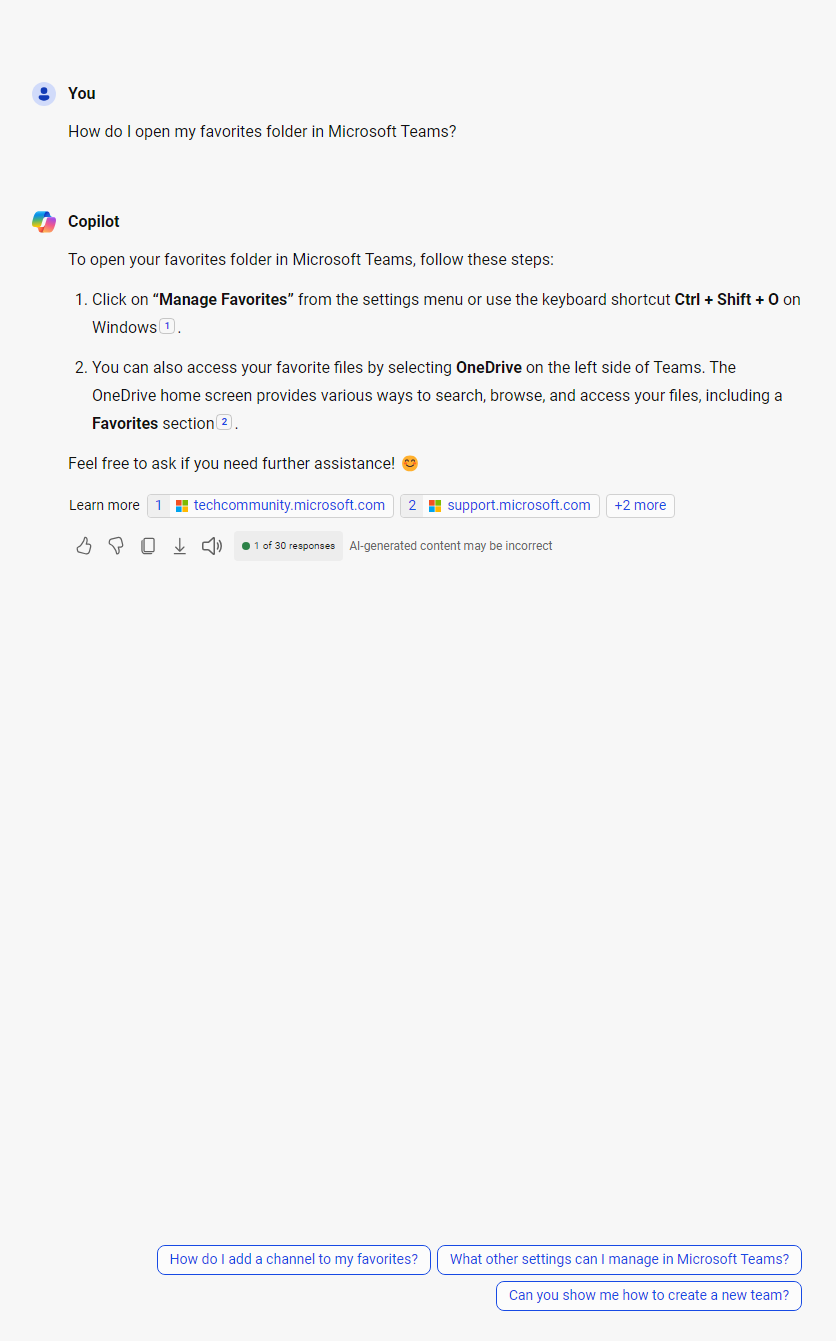 You
How do I open my favorites folder in Microsoft Teams?
Copilot
To open your favorites folder in Microsoft Teams, follow these steps:
1. Click on “Manage Favorites” from the settings menu or use the keyboard shortcut Ctrl + Shift + O on
Windows 1 .
2. You can also access your favorite files by selecting OneDrive on the left side of Teams. The
OneDrive home screen provides various ways to search, browse, and access your files, including a
Favorites section 2 .
Feel free to ask if you need further assistance! 😊
Learn more 1 techcommunity.microsoft.com 2 support.microsoft.com +2 more
1 of 30 responses AI-generated content may be incorrect
How do I add a channel to my favorites? What other settings can I manage in Microsoft Teams?
Can you show me how to create a new team?